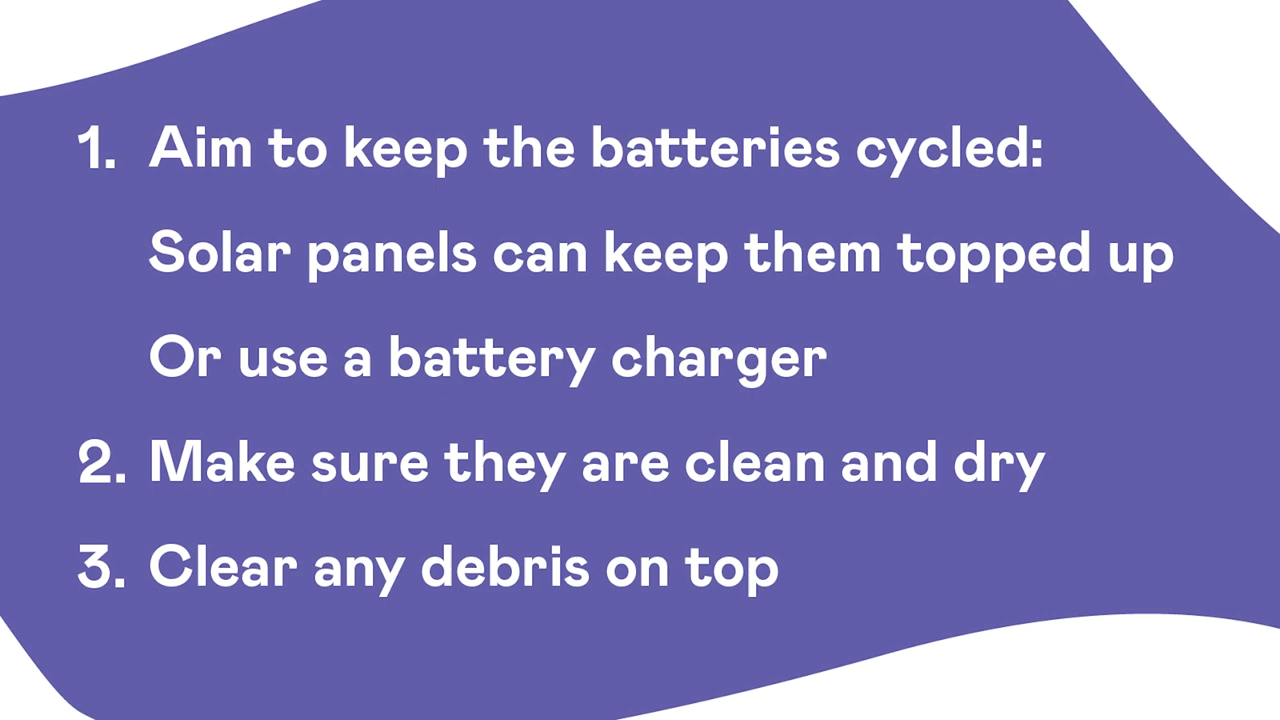 1. Aim to keep the batteries cycled:
Solar panels can keep them topped up
Or use a battery charger
2. Make sure they are clean and dry
3. Clear any debris on top